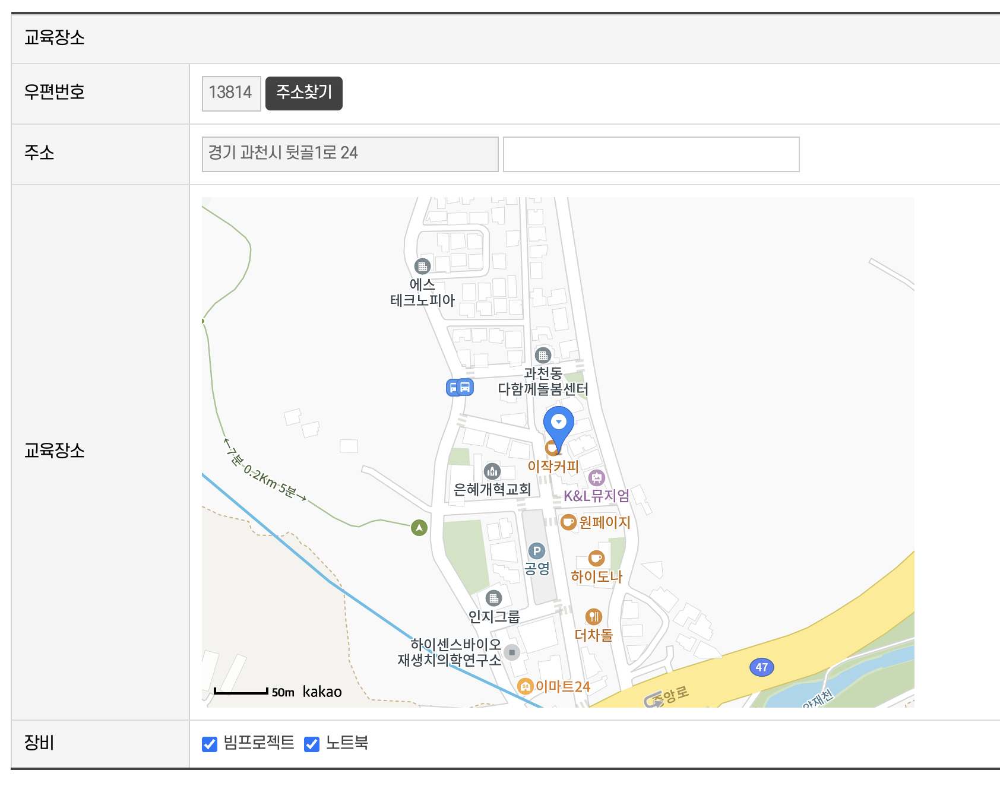 교육장소
우편번호
13814 주소찾기
주소
경기 과천시 뒷골1로 24
교육장소
에스
테크노피아
과천동
다함께돌봄센터
이작커피
은혜개혁교회
K&L뮤지엄
←7분 0.2Km 5분→
원페이지
P
공영
하이도나
인지그룹
더차돌
하이센스바이오
재생치의학연구소
47
24 이마트24
50m kakao
중앙로
양재천
장비
빔프로젝트 노트북